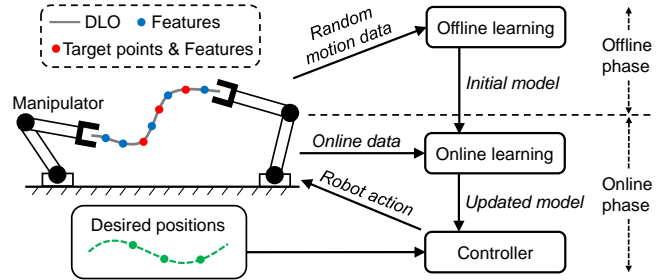 DLO
Features
Target points & Features
Manipulator
Random
motion data
Offline learning
Offline
phase
Initial model
Online data
Online learning
Online
phase
Robot action
Updated model
Desired positions
Controller